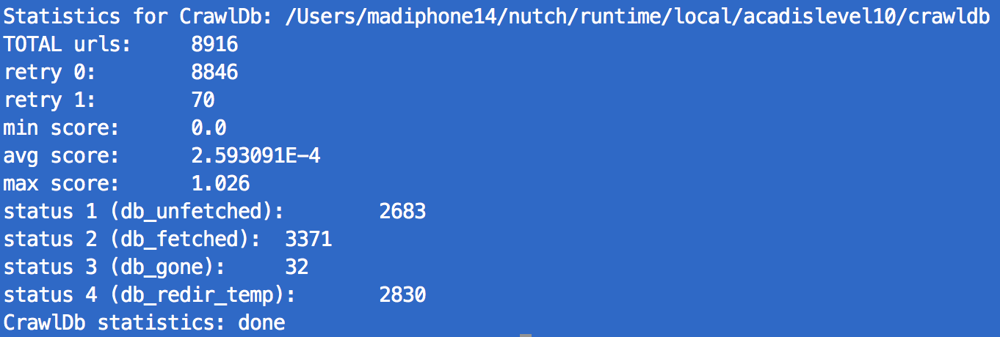 Statistics for CrawlDb: /Users/madiphone14/nutch/runtime/local/acadislevel10/crawldb
TOTAL urls: 8916
retry 0: 8846
retry 1: 70
min score: 0.0
avg score: 2.593091E-4
max score: 1.026
status 1 (db_unfetched): 2683
status 2 (db_fetched): 3371
status 3 (db_gone): 32
status 4 (db_redir_temp): 2830
CrawlDb statistics: done